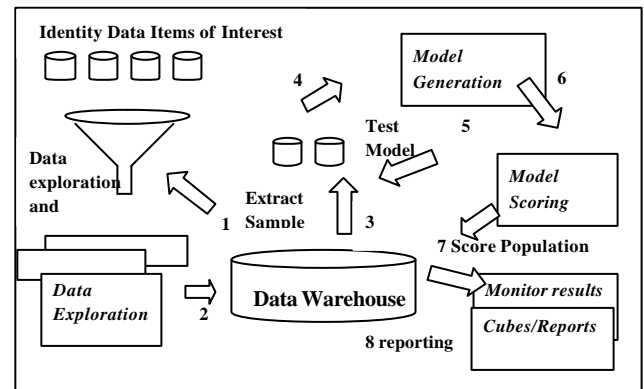 Identity Data Items of Interest
4
Model
Generation
6
5
Test
Model
Data
exploration
and
Extract
Sample
1
3
Model
Scoring
7 Score Population
Data
Exploration
2
Data Warehouse
Monitor results
Cubes/Reports
8 reporting